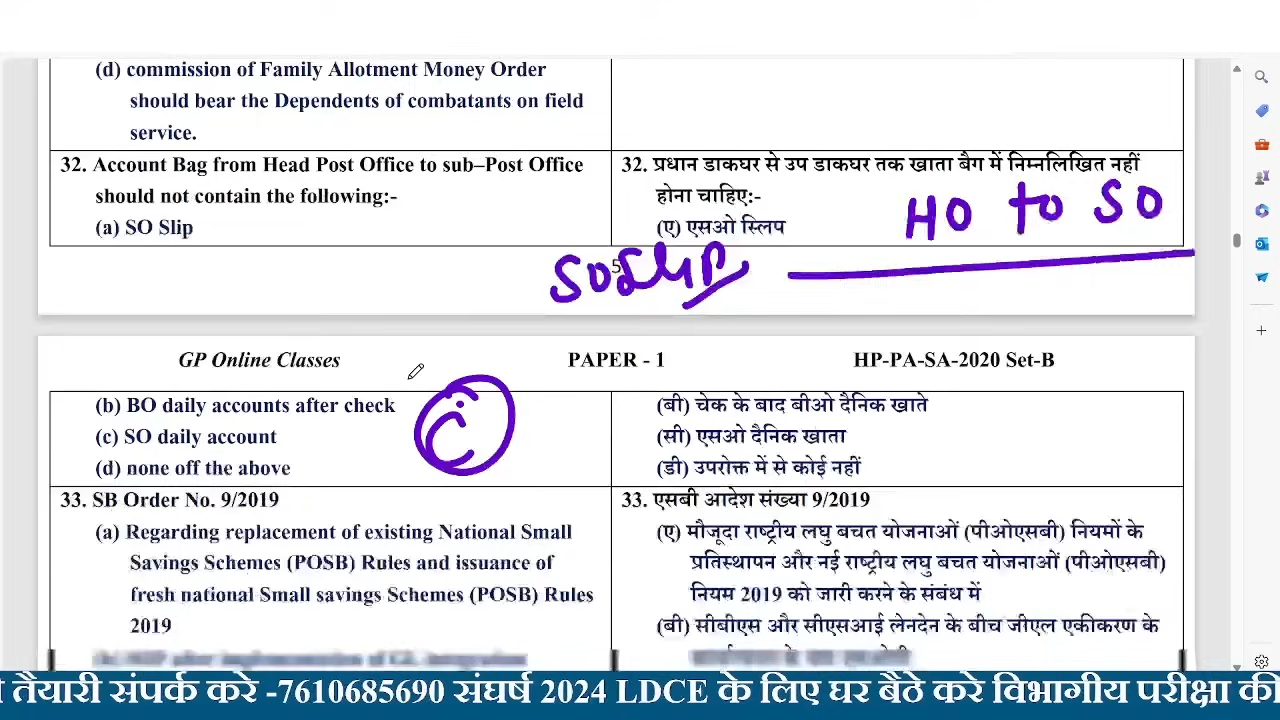 (d) commission of Family Allotment Money Order
should bear the Dependents of combatants on field
service.
32. Account Bag from Head Post Office to sub–Post Office
should not contain the following:-
(a) SO Slip
32. प्रधान डाकघर से उप डाकघर तक खाता बैग में निम्नलिखित नहीं
होना चाहिए:-
(ए) एसओ स्लिप
HO to SO
SO Slip
5
GP Online Classes
PAPER - 1
HP-PA-SA-2020 Set-B
(b) BO daily accounts after check
(c) SO daily account
(d) none off the above
C
(बी) चेक के बाद बीओ दैनिक खाते
(सी) एसओ दैनिक खाता
(डी) उपरोक्त में से कोई नहीं
33. SB Order No. 9/2019
(a) Regarding replacement of existing National Small
Savings Schemes (POSB) Rules and issuance of
fresh national Small savings Schemes (POSB) Rules
2019
33. एसबी आदेश संख्या 9/2019
(ए) मौजूदा राष्ट्रीय लघु बचत योजनाओं (पीओएसबी) नियमों के
प्रतिस्थापन और नई राष्ट्रीय लघु बचत योजनाओं (पीओएसबी)
नियम 2019 को जारी करने के संबंध में
(बी) सीबीएस और सीएसआई लेनदेन के बीच जीएल एकीकरण के
तैयारी संपर्क करे -7610685690 संघर्ष 2024 LDCE के लिए घर बैठे करे विभागीय परीक्षा की